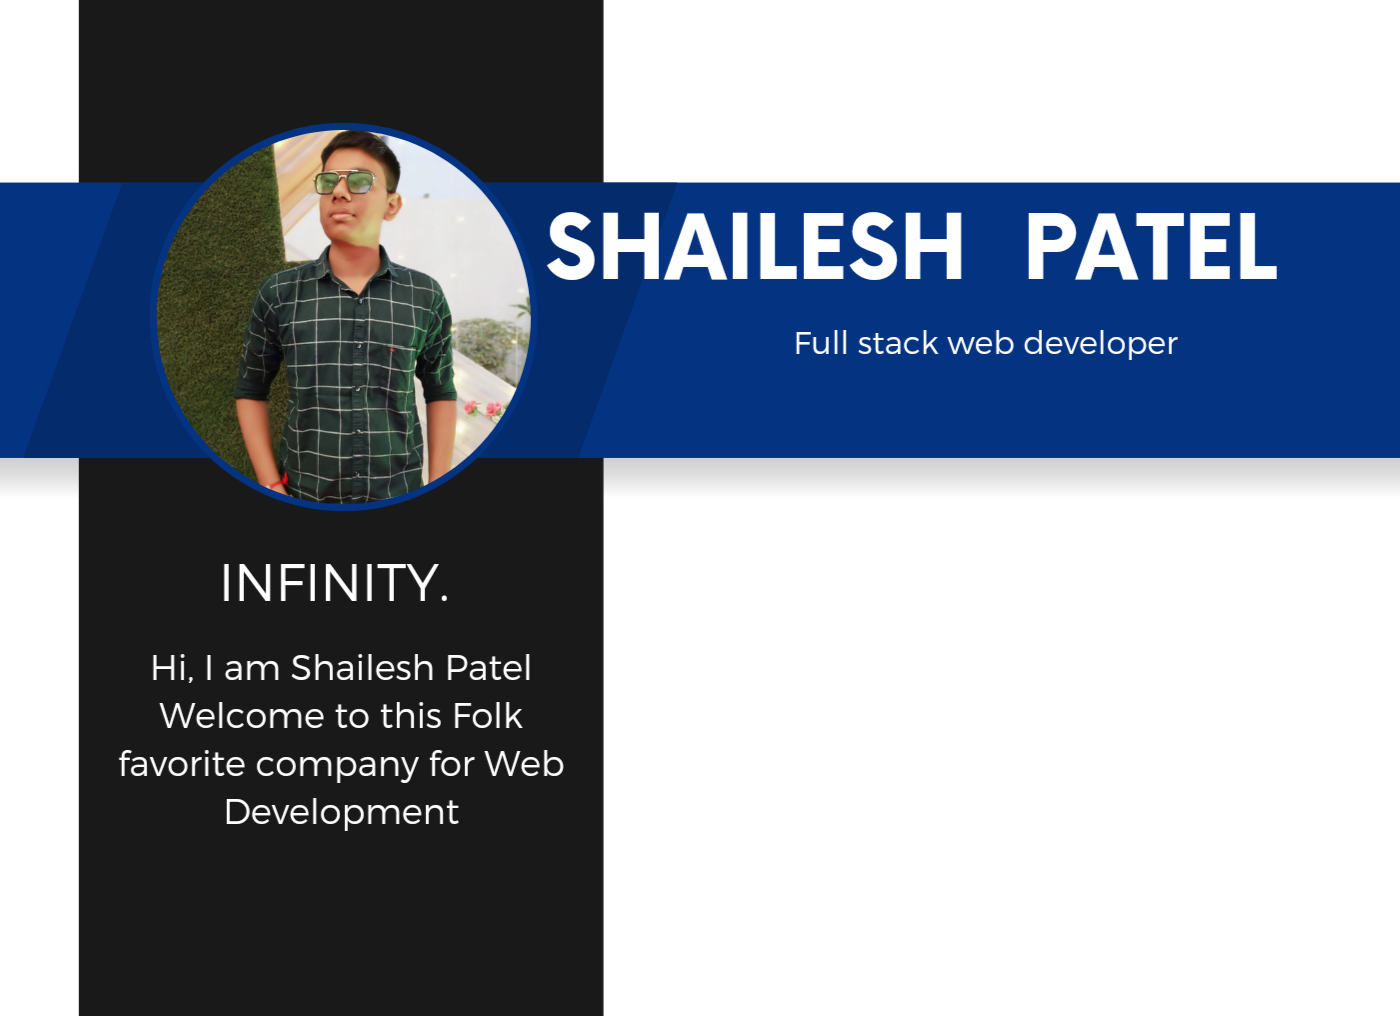 SHAILESH PATEL
Full stack web developer
INFINITY.
Hi, I am Shailesh Patel
Welcome to this Folk
favorite company for Web
Development